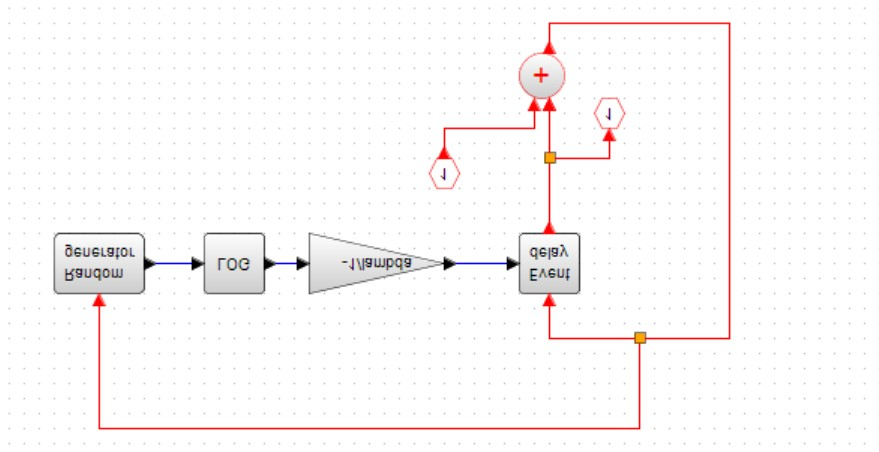 +
1
1
Random
generator
LOG
-1/lambda
Event
delay